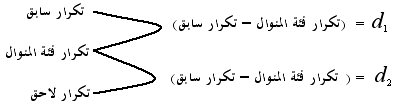 تكرار سابق
(تكرار فئة المنوال – تكرار سابق) = d1
تكرار فئة المنوال
( تكرار فئة المنوال – تكرار سابق) = d2
تكرار لاحق